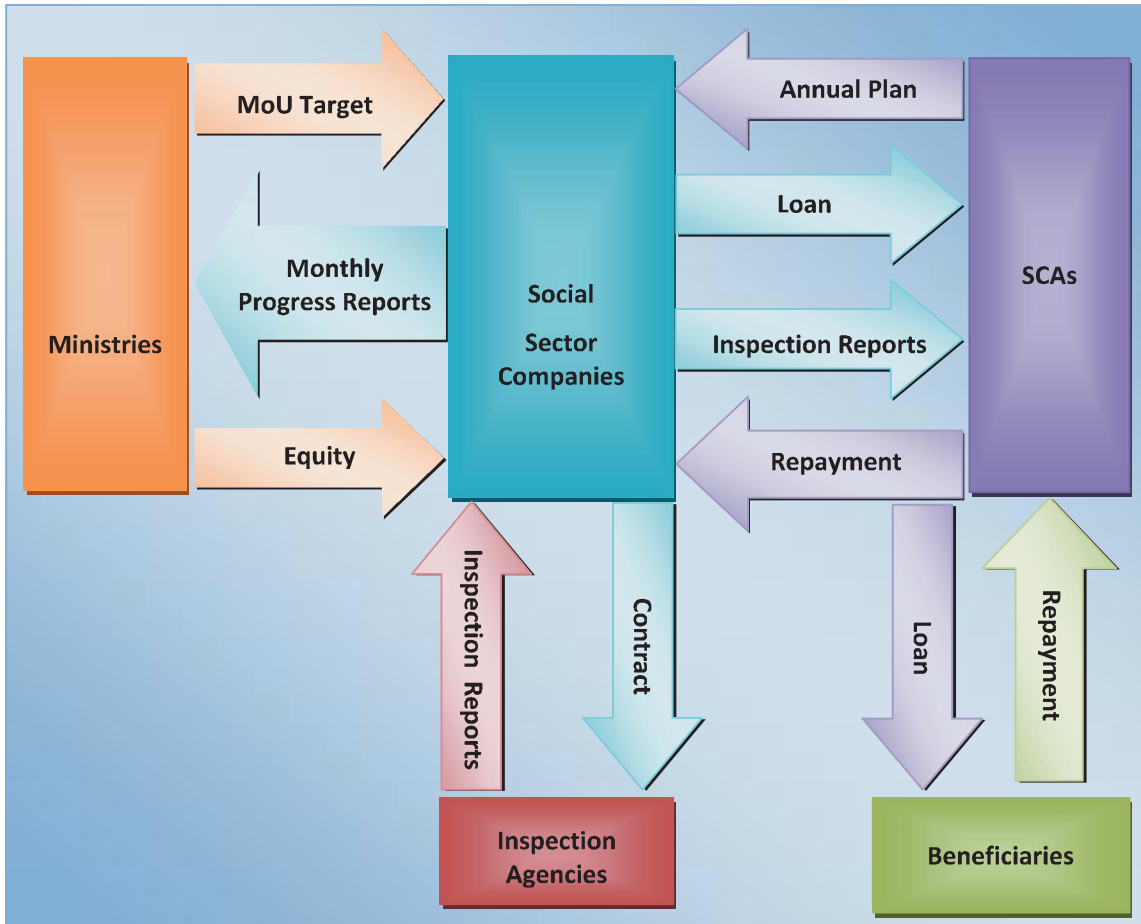 MoU Target
Annual Plan
Loan
Monthly
Progress Reports
Social
Sector
Companies
SCAs
Ministries
Inspection Reports
Equity
Repayment
Inspection Reports
Contract
Loan
Repayment
Inspection
Agencies
Beneficiaries